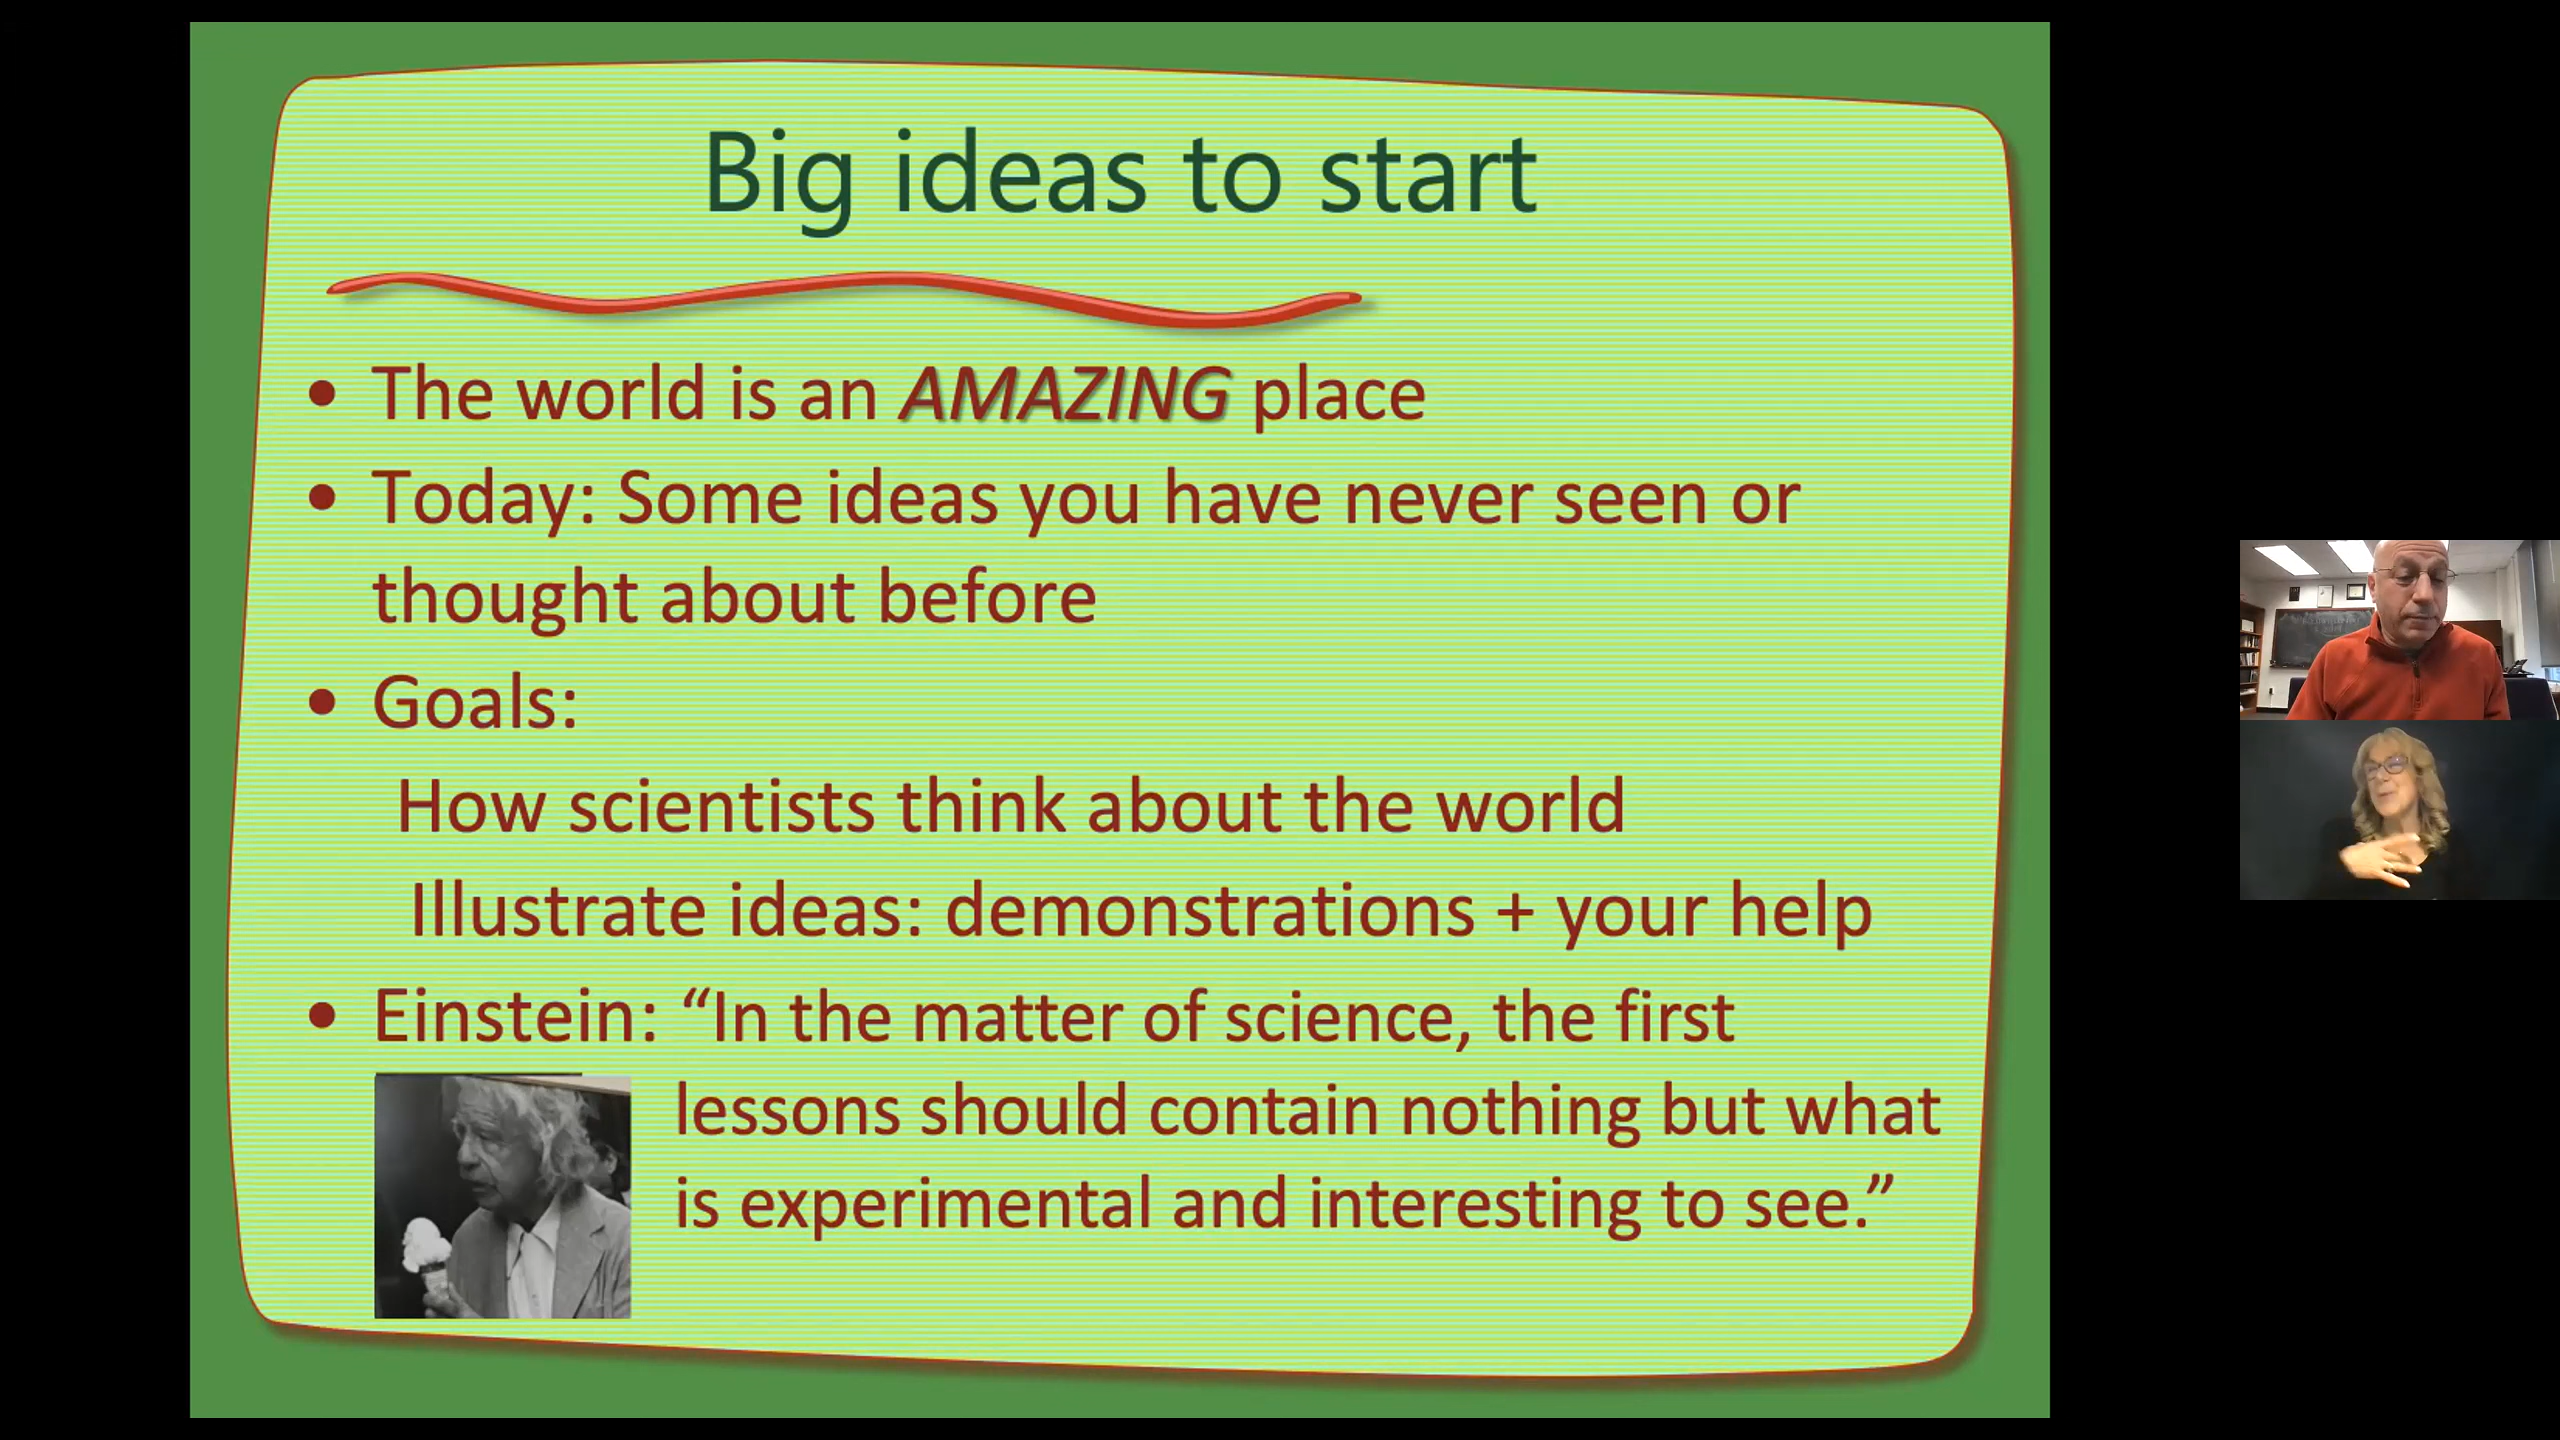 Big ideas to start
• The world is an AMAZING place
• Today: Some ideas you have never seen or
thought about before
• Goals:
How scientists think about the world
Illustrate ideas: demonstrations + your help
• Einstein: “In the matter of science, the first
lessons should contain nothing but what
is experimental and interesting to see.”